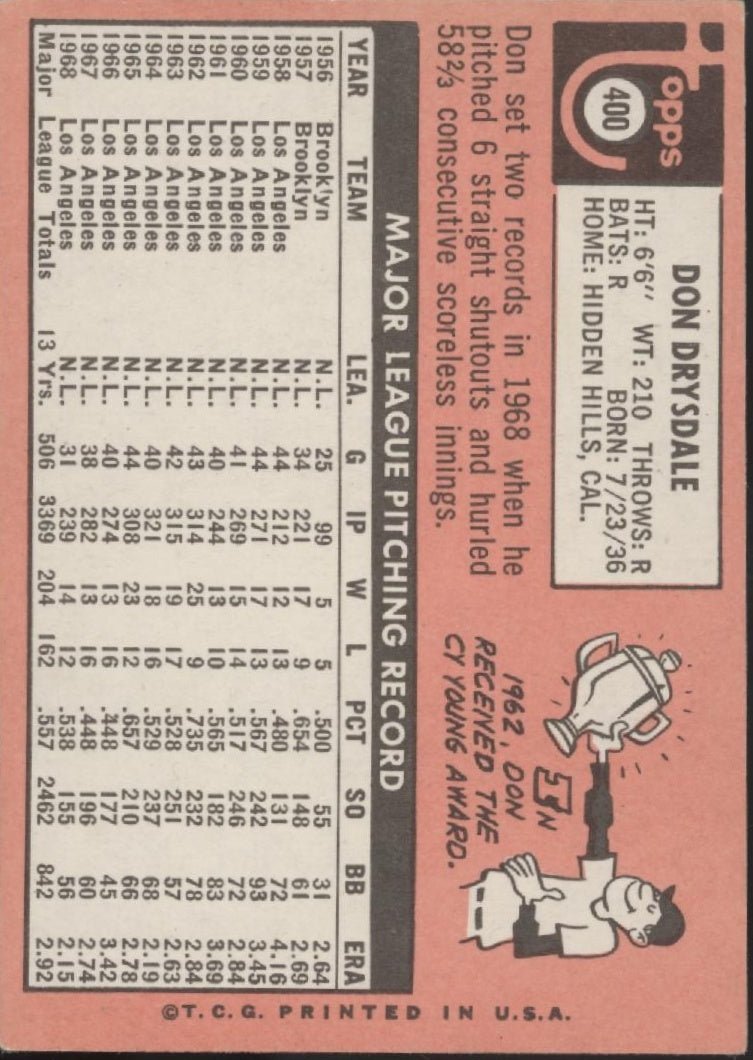 Topps
400
DON DRYSDALE
HT: 6'6" WT: 210 THROWS: R
BATS: R BORN: 7/23/36
HOME: HIDDEN HILLS, CAL.
Don set two records in 1968 when he
pitched 6 straight shutouts and hurled
58⅔ consecutive scoreless innings.
IN
1962, DON
RECEIVED THE
CY YOUNG AWARD.
MAJOR LEAGUE PITCHING RECORD
YEAR TEAM LEA. G IP W L PCT SO BB ERA
1956 Brooklyn N.L. 25 99 5 5 .500 55 31 2.64
1957 Brooklyn N.L. 34 221 17 9 .654 148 61 2.69
1958 Los Angeles N.L. 44 212 12 13 .480 131 72 4.16
1959 Los Angeles N.L. 44 271 17 13 .567 242 93 3.45
1960 Los Angeles N.L. 41 269 15 14 .517 246 72 2.84
1961 Los Angeles N.L. 40 244 13 10 .565 182 83 3.69
1962 Los Angeles N.L. 43 314 25 9 .735 232 78 2.84
1963 Los Angeles N.L. 42 315 19 17 .528 251 57 2.63
1964 Los Angeles N.L. 40 321 18 16 .529 237 68 2.19
1965 Los Angeles N.L. 44 308 23 12 .657 210 66 2.78
1966 Los Angeles N.L. 40 274 13 16 .448 177 45 3.42
1967 Los Angeles N.L. 38 282 13 16 .448 196 60 2.74
1968 Los Angeles N.L. 31 239 14 12 .538 155 56 2.15
Major League Totals 13 Yrs. 506 3369 204 162 .557 2462 842 2.92
©T.C.G. PRINTED IN U.S.A.